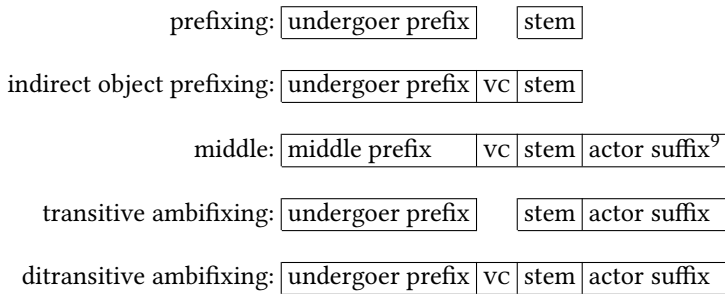 prefixing: undergoer prefix stem
indirect object prefixing: undergoer prefix VC stem
middle: middle prefix VC stem actor suffix⁹
transitive ambifixing: undergoer prefix stem actor suffix
ditransitive ambifixing: undergoer prefix VC stem actor suffix